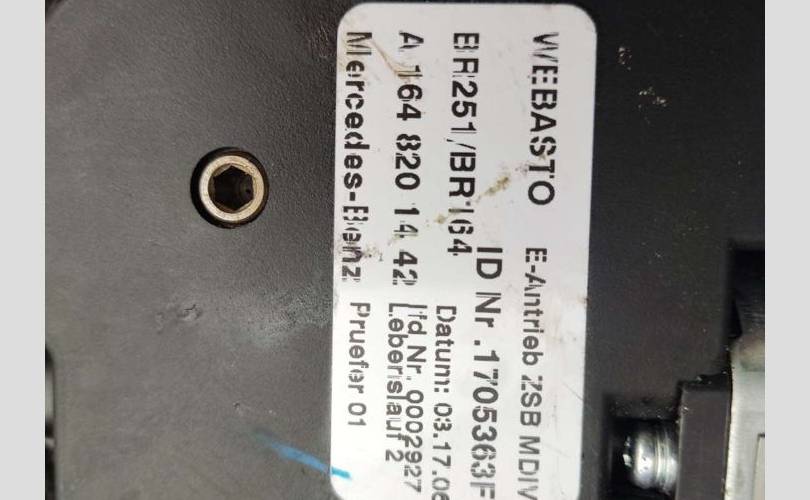 WEBASTO E-Antrieb ZSB MDIV
ID Nr.1705363F
BR251/BR164 Datum: 03.17.06
A 164 820 14 42 lfd.Nr. 0002927
Lebenslauf 2
Mercedes-Benz Pruefer 01